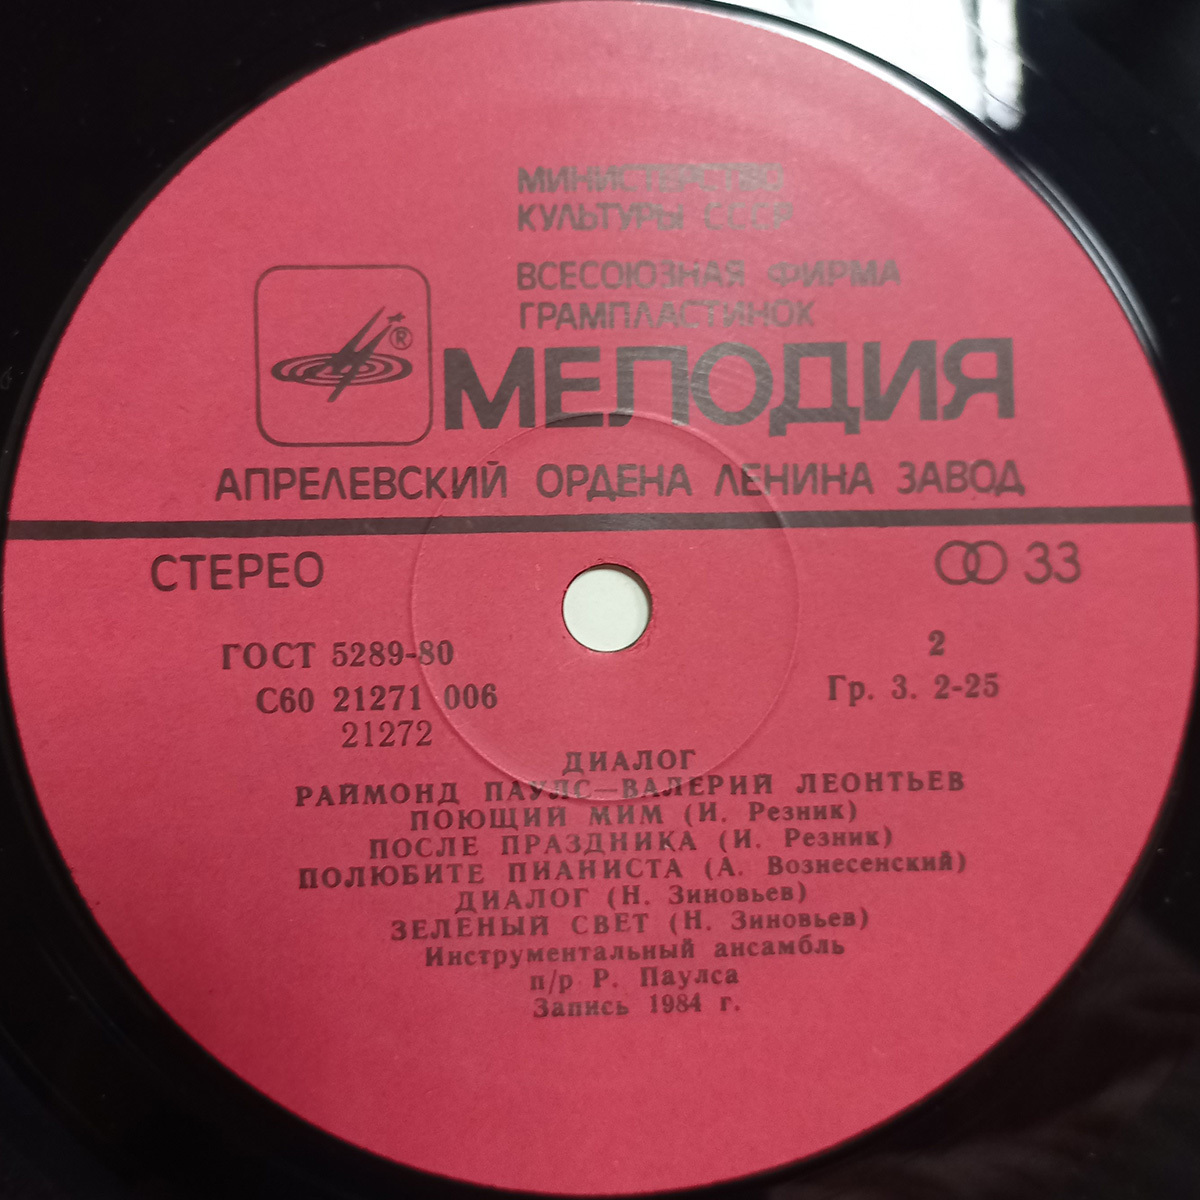 МИНИСТЕРСТВО
КУЛЬТУРЫ СССР
ВСЕСОЮЗНАЯ ФИРМА
ГРАМПЛАСТИНОК
®
МЕЛОДИЯ
АПРЕЛЕВСКИЙ ОРДЕНА ЛЕНИНА ЗАВОД
СТЕРЕО
33
ГОСТ 5289-80
2
С60 21271 006
Гр. 3. 2-25
21272
ДИАЛОГ
РАЙМОНД ПАУЛС—ВАЛЕРИЙ ЛЕОНТЬЕВ
ПОЮЩИЙ МИМ (И. Резник)
ПОСЛЕ ПРАЗДНИКА (И. Резник)
ПОЛЮБИТЕ ПИАНИСТА (А. Вознесенский)
ДИАЛОГ (Н. Зиновьев)
ЗЕЛЕНЫЙ СВЕТ (Н. Зиновьев)
Инструментальный ансамбль
п/р Р. Паулса
Запись 1984 г.